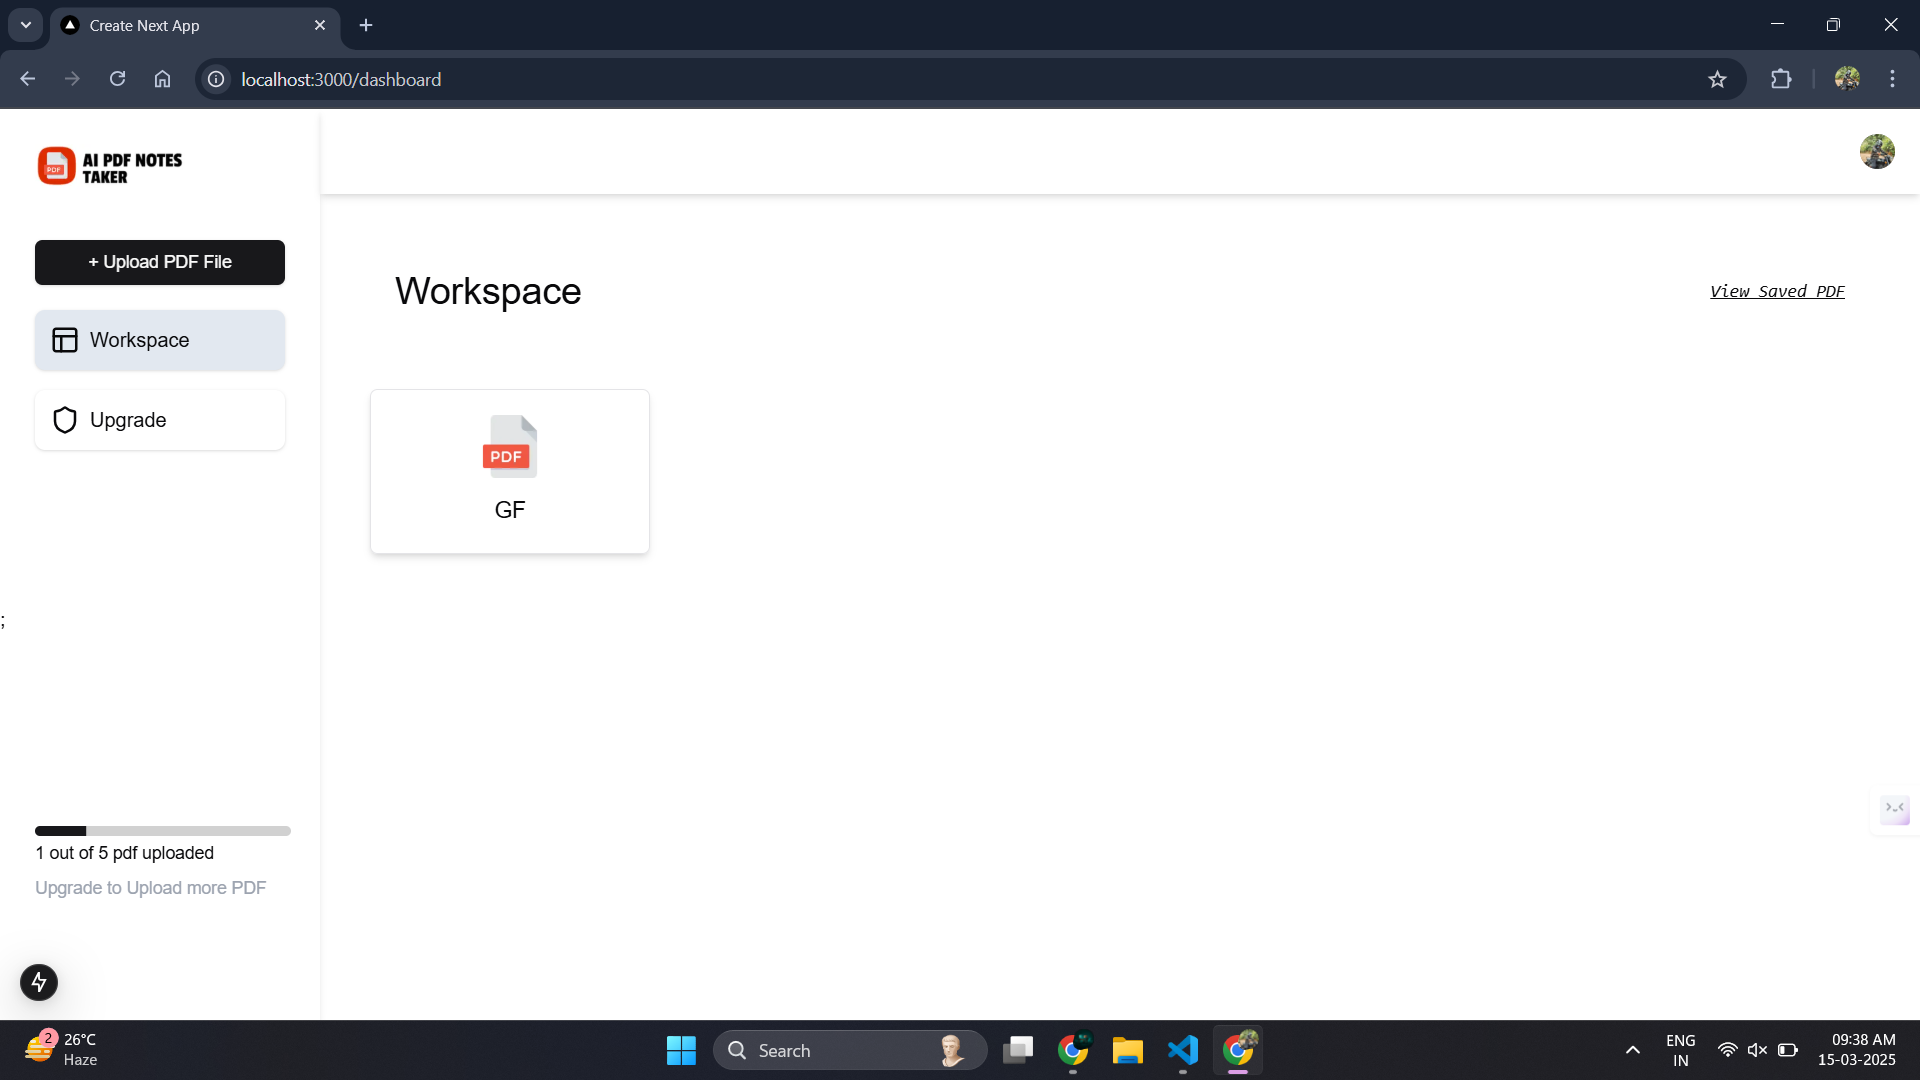 Create Next App
localhost:3000/dashboard
PDF
AI PDF NOTES
TAKER
+ Upload PDF File
Workspace
Upgrade
Workspace
View Saved PDF
PDF
GF
;
1 out of 5 pdf uploaded
Upgrade to Upload more PDF
2
26°C
Haze
Search
ENG
IN
09:38 AM
15-03-2025